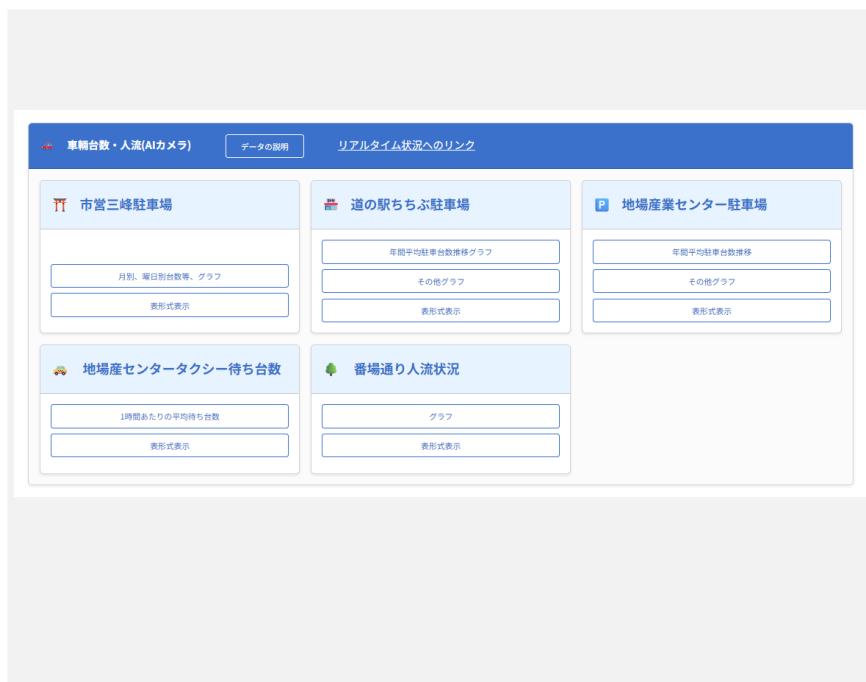 車輌台数・人流(AIカメラ) データの説明 リアルタイム状況へのリンク
市営三峰駐車場
月別、曜日別台数等、グラフ
表形式表示
道の駅ちちぶ駐車場
年間平均駐車台数推移グラフ
その他グラフ
表形式表示
地場産業センター駐車場
年間平均駐車台数推移
その他グラフ
表形式表示
地場産センタータクシー待ち台数
1時間あたりの平均待ち台数
表形式表示
番場通り人流状況
グラフ
表形式表示